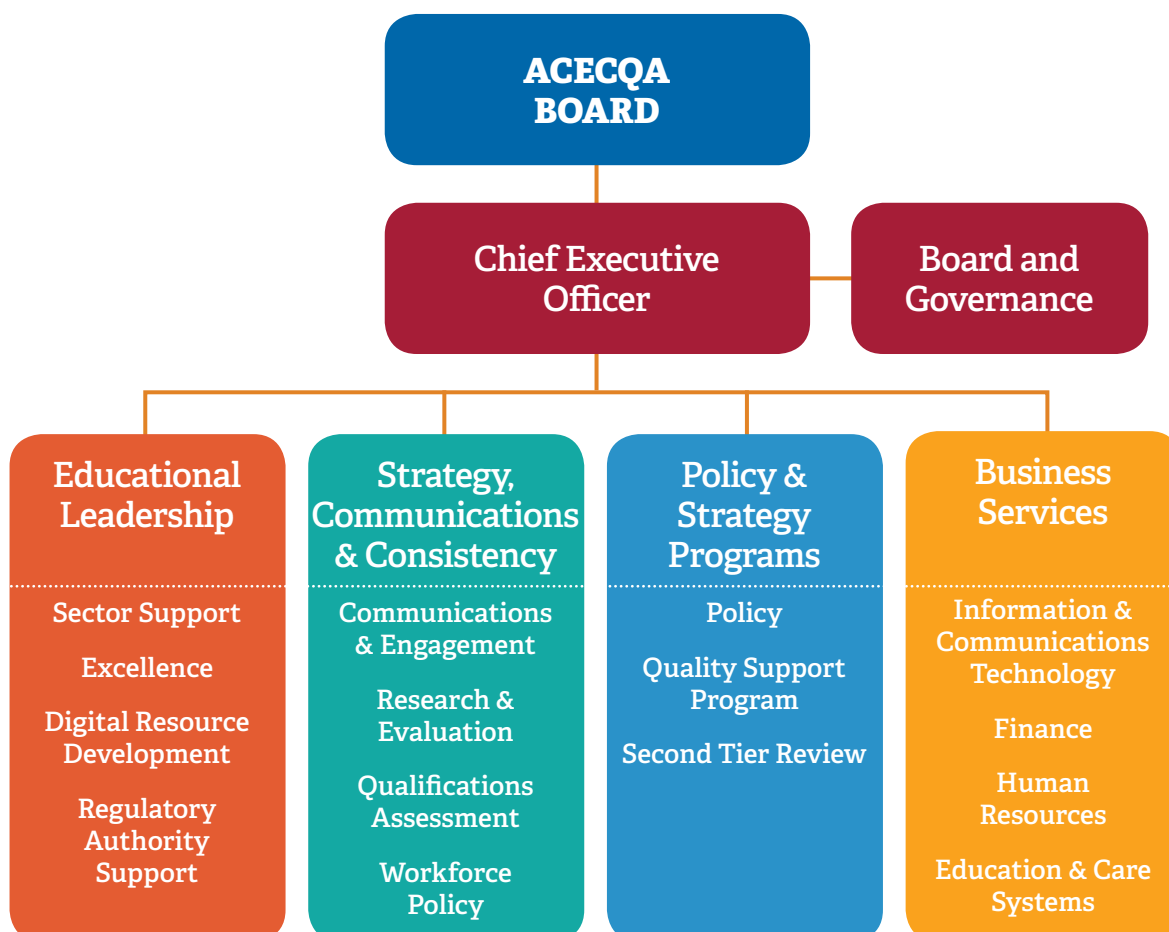 ACECQA
BOARD
Chief Executive
Officer
Board and
Governance
Educational
Leadership
Sector Support
Excellence
Digital Resource
Development
Regulatory
Authority
Support
Strategy,
Communications
& Consistency
Communications
& Engagement
Research &
Evaluation
Qualifications
Assessment
Workforce
Policy
Policy &
Strategy
Programs
Policy
Quality Support
Program
Second Tier Review
Business
Services
Information &
Communications
Technology
Finance
Human
Resources
Education & Care
Systems